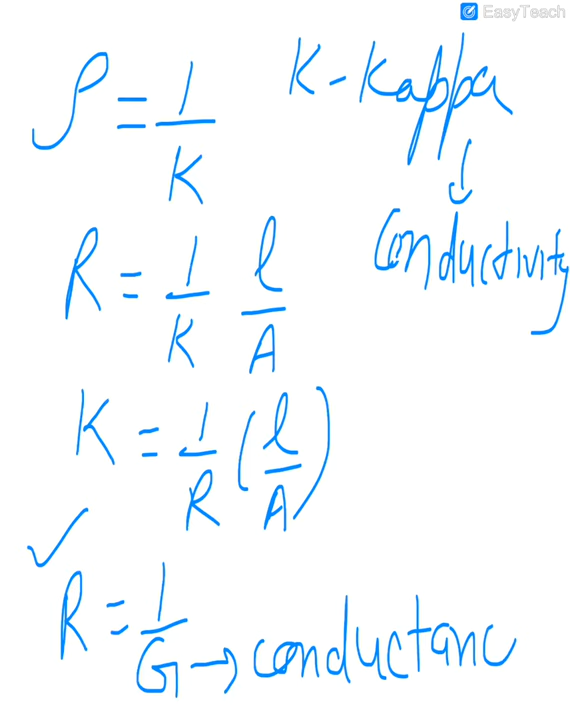 EasyTeach
ρ = 1/K
K - Kappa
↓
Conductivity
R = 1/K l/A
K = 1/R (l/A)
✓
R = 1/G → conductanc